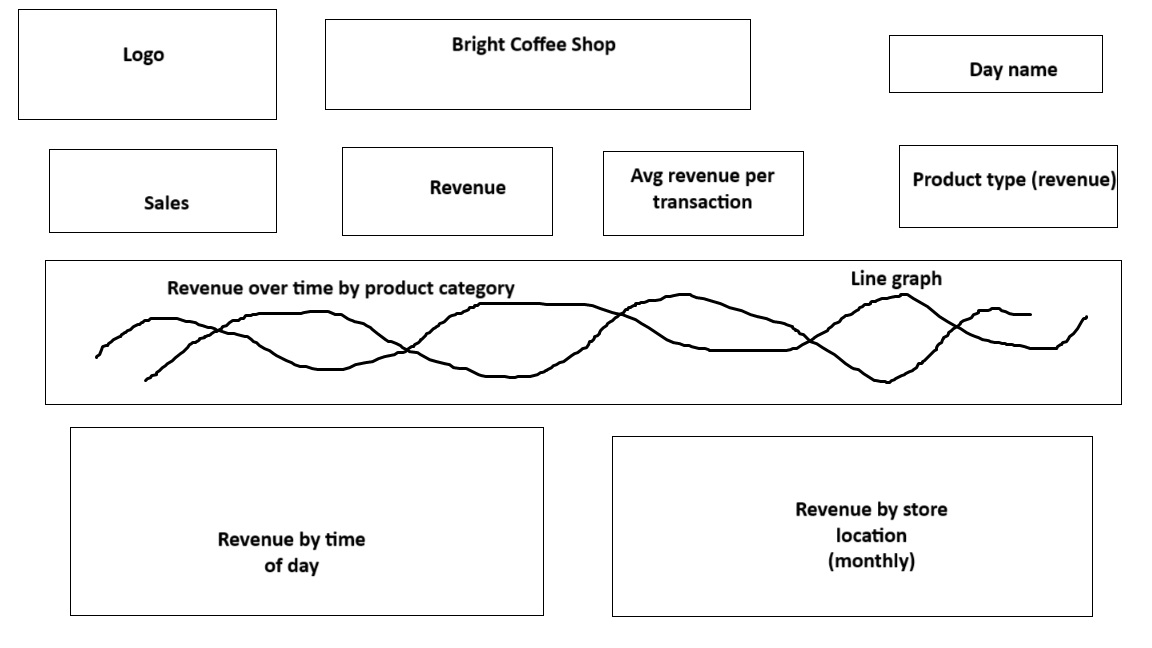 Logo
Bright Coffee Shop
Day name
Sales
Revenue
Avg revenue per
transaction
Product type (revenue)
Revenue over time by product category
Line graph
Revenue by time
of day
Revenue by store
location
(monthly)